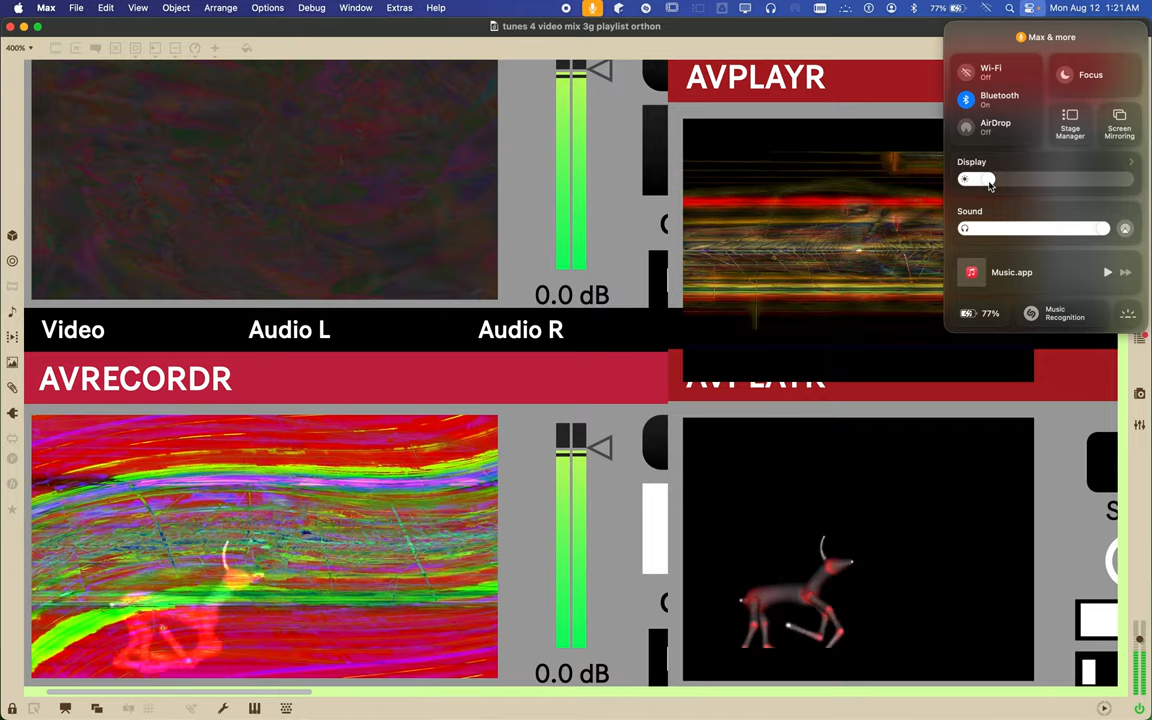 Max File Edit View Object Arrange Options Debug Window Extras Help 77% Mon Aug 12 1:21 AM
tunes 4 video mix 3g playlist orthon
400%
Max & more
Wi-Fi
Off
Focus
Bluetooth
On
AirDrop
Off
Stage
Manager
Screen
Mirroring
Display
Sound
Music.app
77%
Music
Recognition
AVPLAYR
0.0 dB
Video Audio L Audio R
AVRECORDR
AVPLAYR
0.0 dB